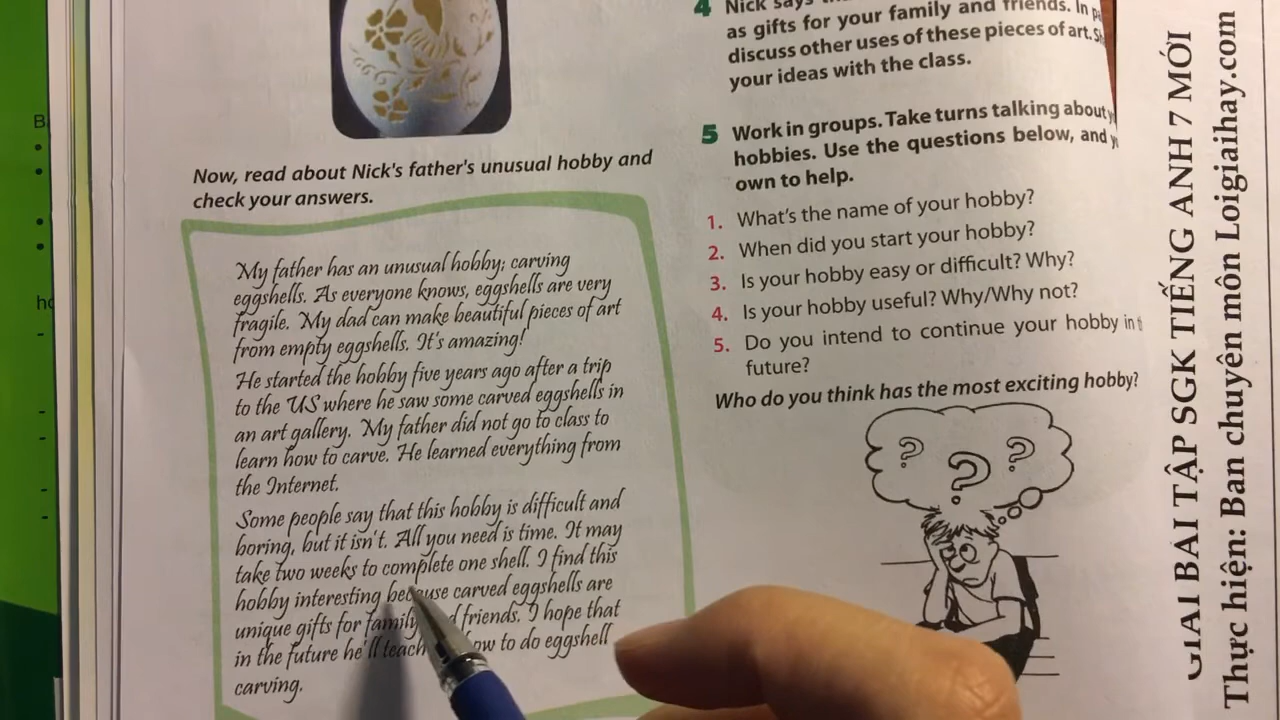 Now, read about Nick's father's unusual hobby and
check your answers.
My father has an unusual hobby: carving
eggshells. As everyone knows, eggshells are very
fragile. My dad can make beautiful pieces of art
from empty eggshells. It's amazing!
He started the hobby five years ago after a trip
to the US where he saw some carved eggshells in
an art gallery. My father did not go to class to
learn how to carve. He learned everything from
the Internet.
Some people say that this hobby is difficult and
boring, but it isn't. All you need is time. It may
take two weeks to complete one shell. I find this
hobby interesting because carved eggshells are
unique gifts for family friends. I hope that
in the future he'll teach to do eggshell
carving.
4 Nick says
as gifts for your family and friends. In
discuss other uses of these pieces of art.
your ideas with the class.
5 Work in groups. Take turns talking about
hobbies. Use the questions below, and
own to help.
1. What's the name of your hobby?
2. When did you start your hobby?
3. Is your hobby easy or difficult? Why?
4. Is your hobby useful? Why/Why not?
5. Do you intend to continue your hobby in
future?
Who do you think has the most exciting hobby?
? ? ?
GIẢI BÀI TẬP SGK TIẾNG ANH 7 MỚI
Thực hiện: Ban chuyên môn Loigiaihay.com